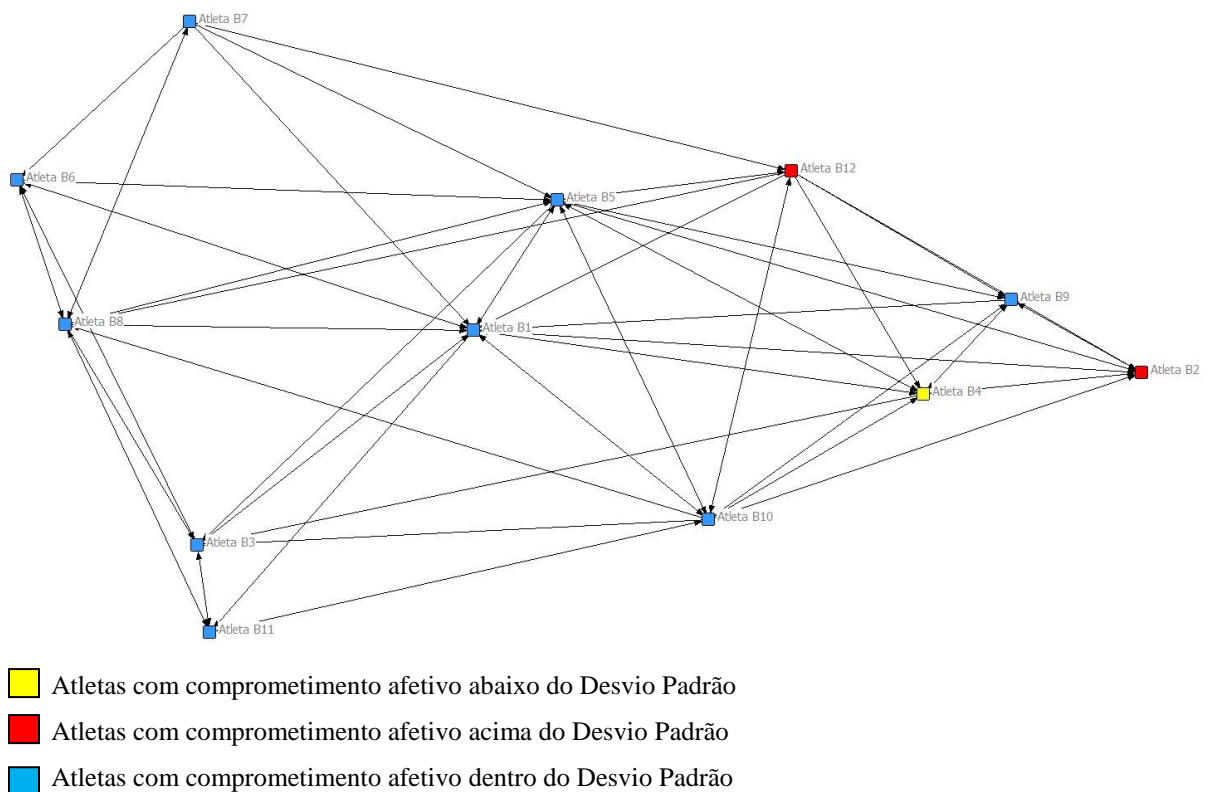 Atleta B7
Atleta B12
Atleta B6
Atleta B5
Atleta B9
Atleta B8
Atleta B1
Atleta B2
Atleta B4
Atleta B10
Atleta B3
Atleta B11
Atletas com comprometimento afetivo abaixo do Desvio Padrão
Atletas com comprometimento afetivo acima do Desvio Padrão
Atletas com comprometimento afetivo dentro do Desvio Padrão